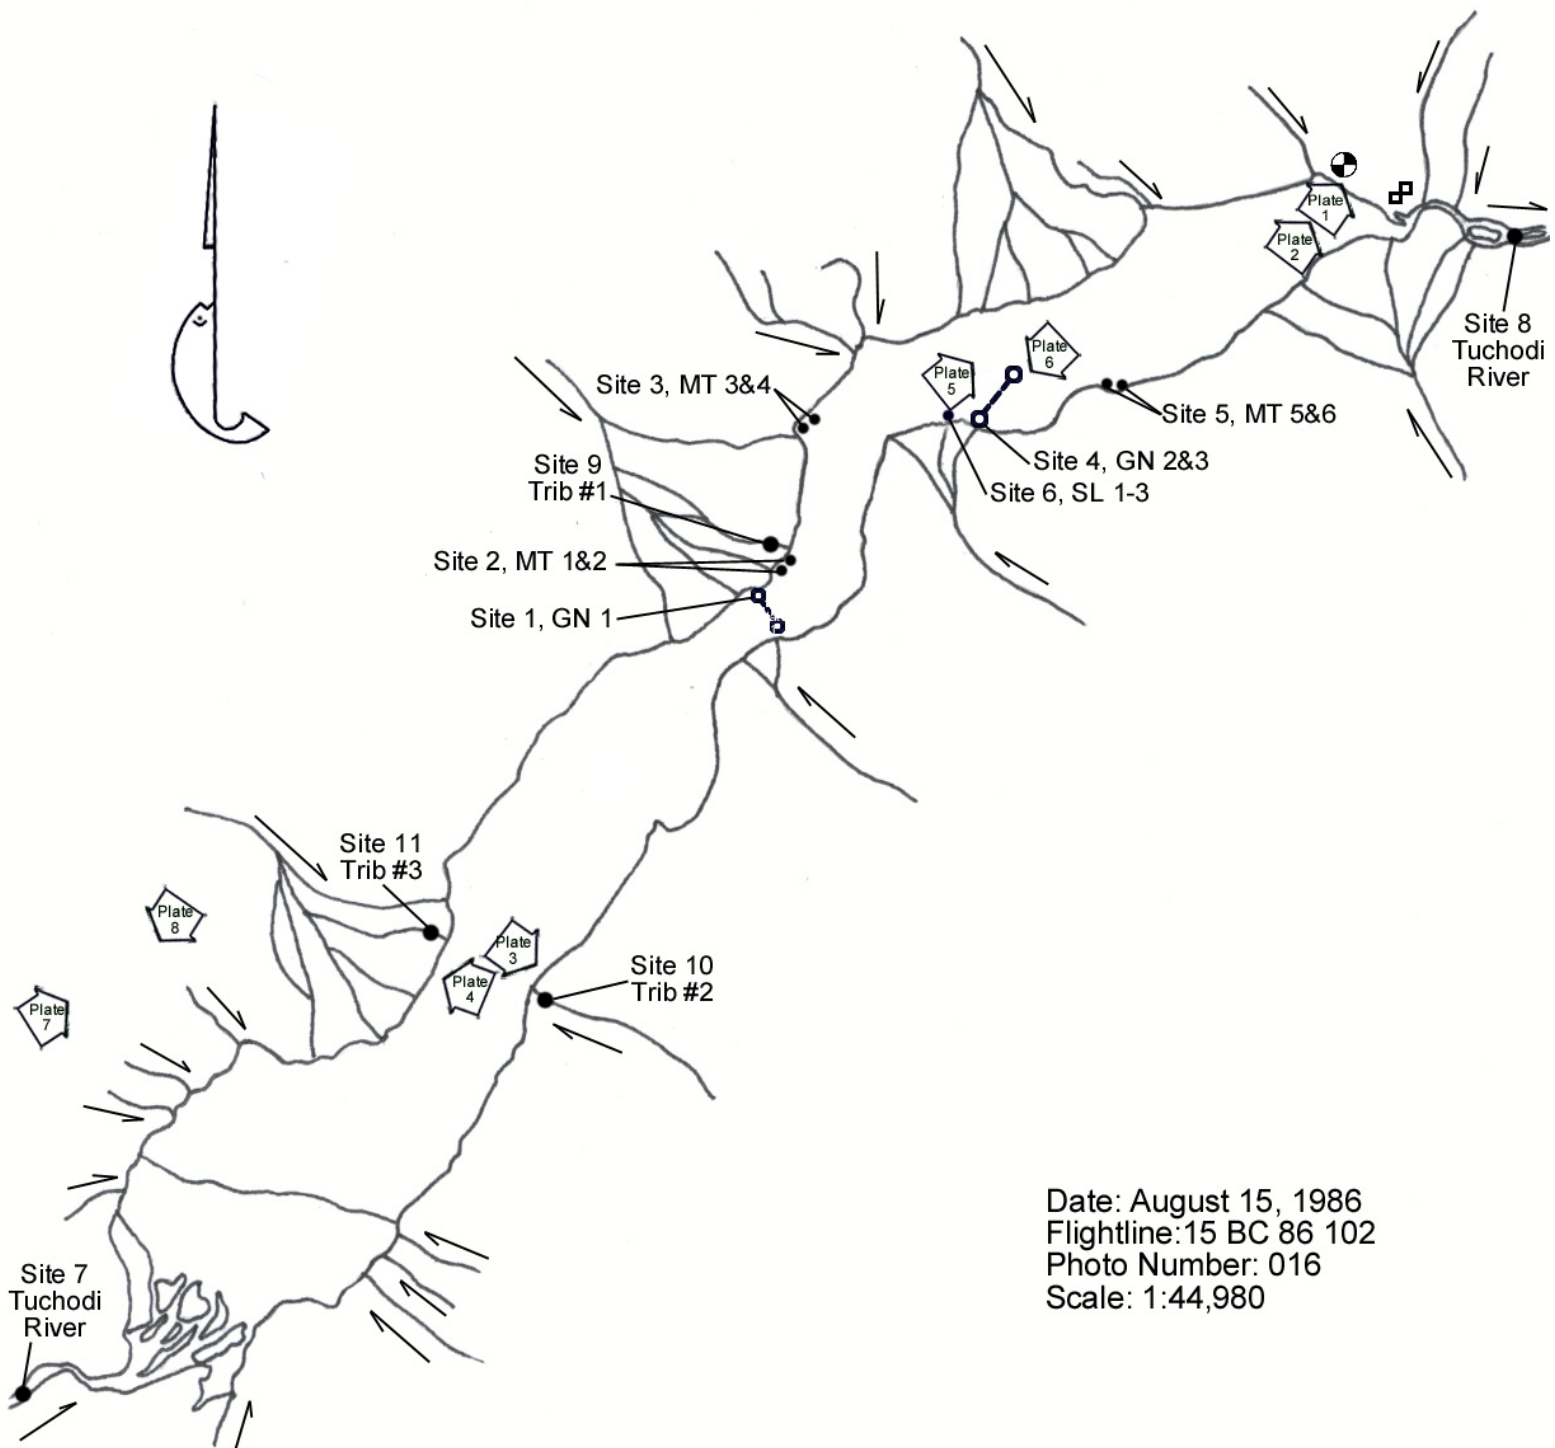 Plate
1
Plate
2
Site 8
Tuchodi
River
Plate
6
Plate
5
Site 3, MT 3&4
Site 5, MT 5&6
Site 4, GN 2&3
Site 6, SL 1-3
Site 9
Trib #1
Site 2, MT 1&2
Site 1, GN 1
Site 11
Trib #3
Plate
8
Plate
3
Plate
4
Site 10
Trib #2
Plate
7
Date: August 15, 1986
Flightline:15 BC 86 102
Photo Number: 016
Scale: 1:44,980
Site 7
Tuchodi
River